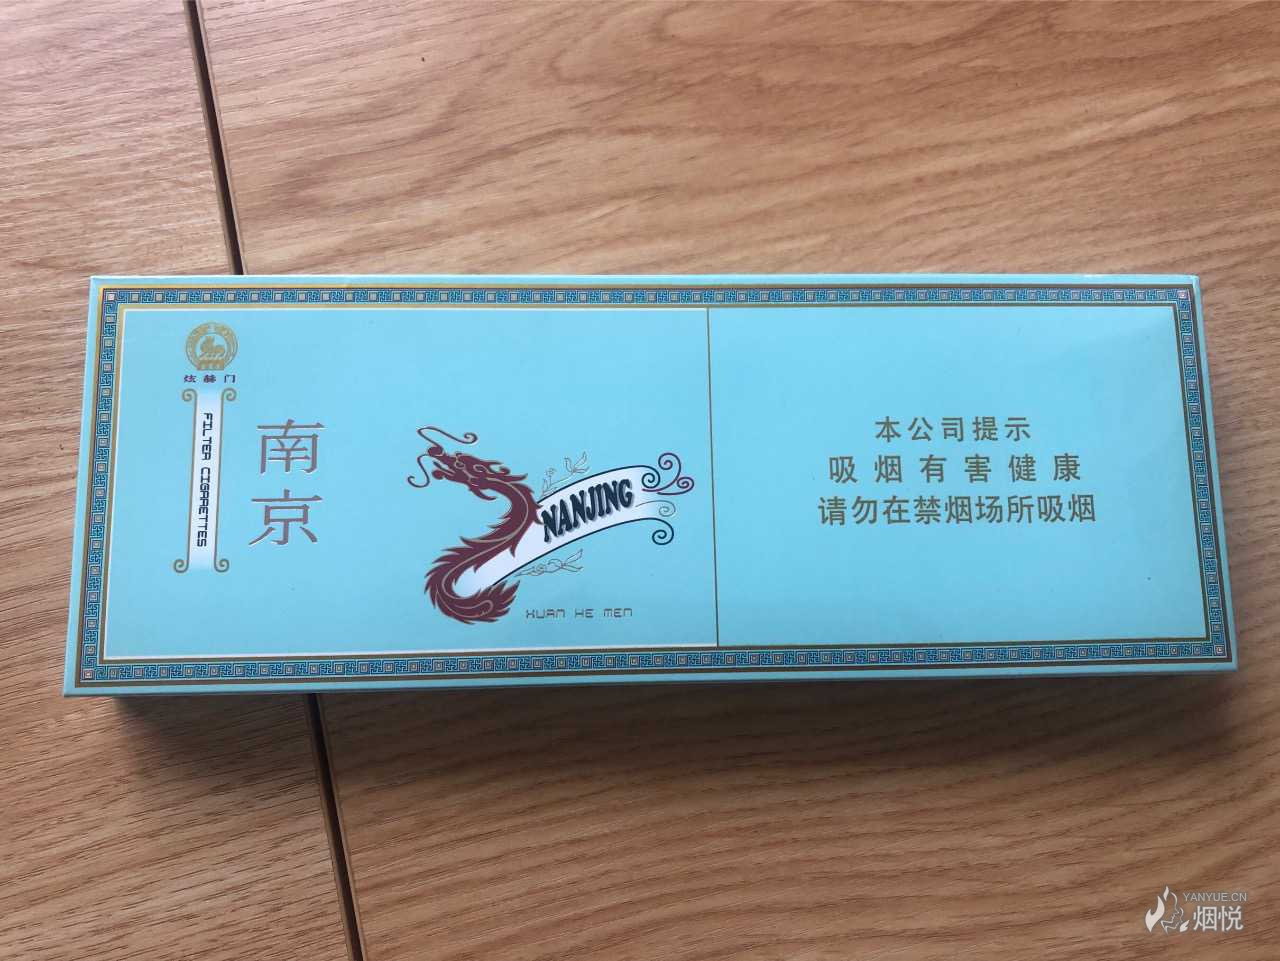 炫赫门
FILTER CIGARETTES
南京
NANJING
XUAN HE MEN
本公司提示
吸烟有害健康
请勿在禁烟场所吸烟
YANYUE.CN
烟悦